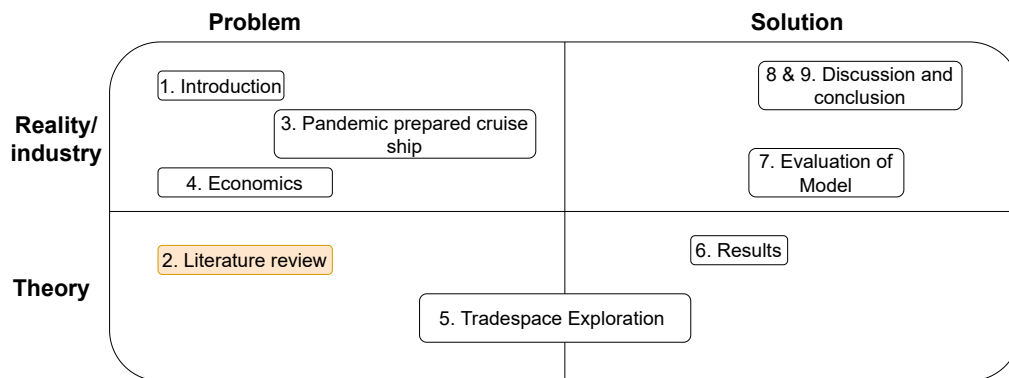 Problem
Solution
1. Introduction
8 & 9. Discussion and
conclusion
Reality/
industry
3. Pandemic prepared cruise
ship
4. Economics
7. Evaluation of
Model
Theory
2. Literature review
6. Results
5. Tradespace Exploration